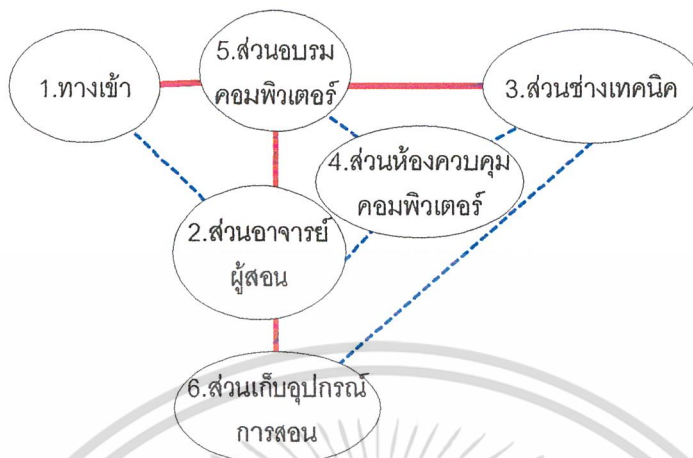 1.ทางเข้า
5.ส่วนอบรม
คอมพิวเตอร์
3.ส่วนช่างเทคนิค
4.ส่วนห้องควบคุม
คอมพิวเตอร์
2.ส่วนอาจารย์
ผู้สอน
6.ส่วนเก็บอุปกรณ์
การสอน